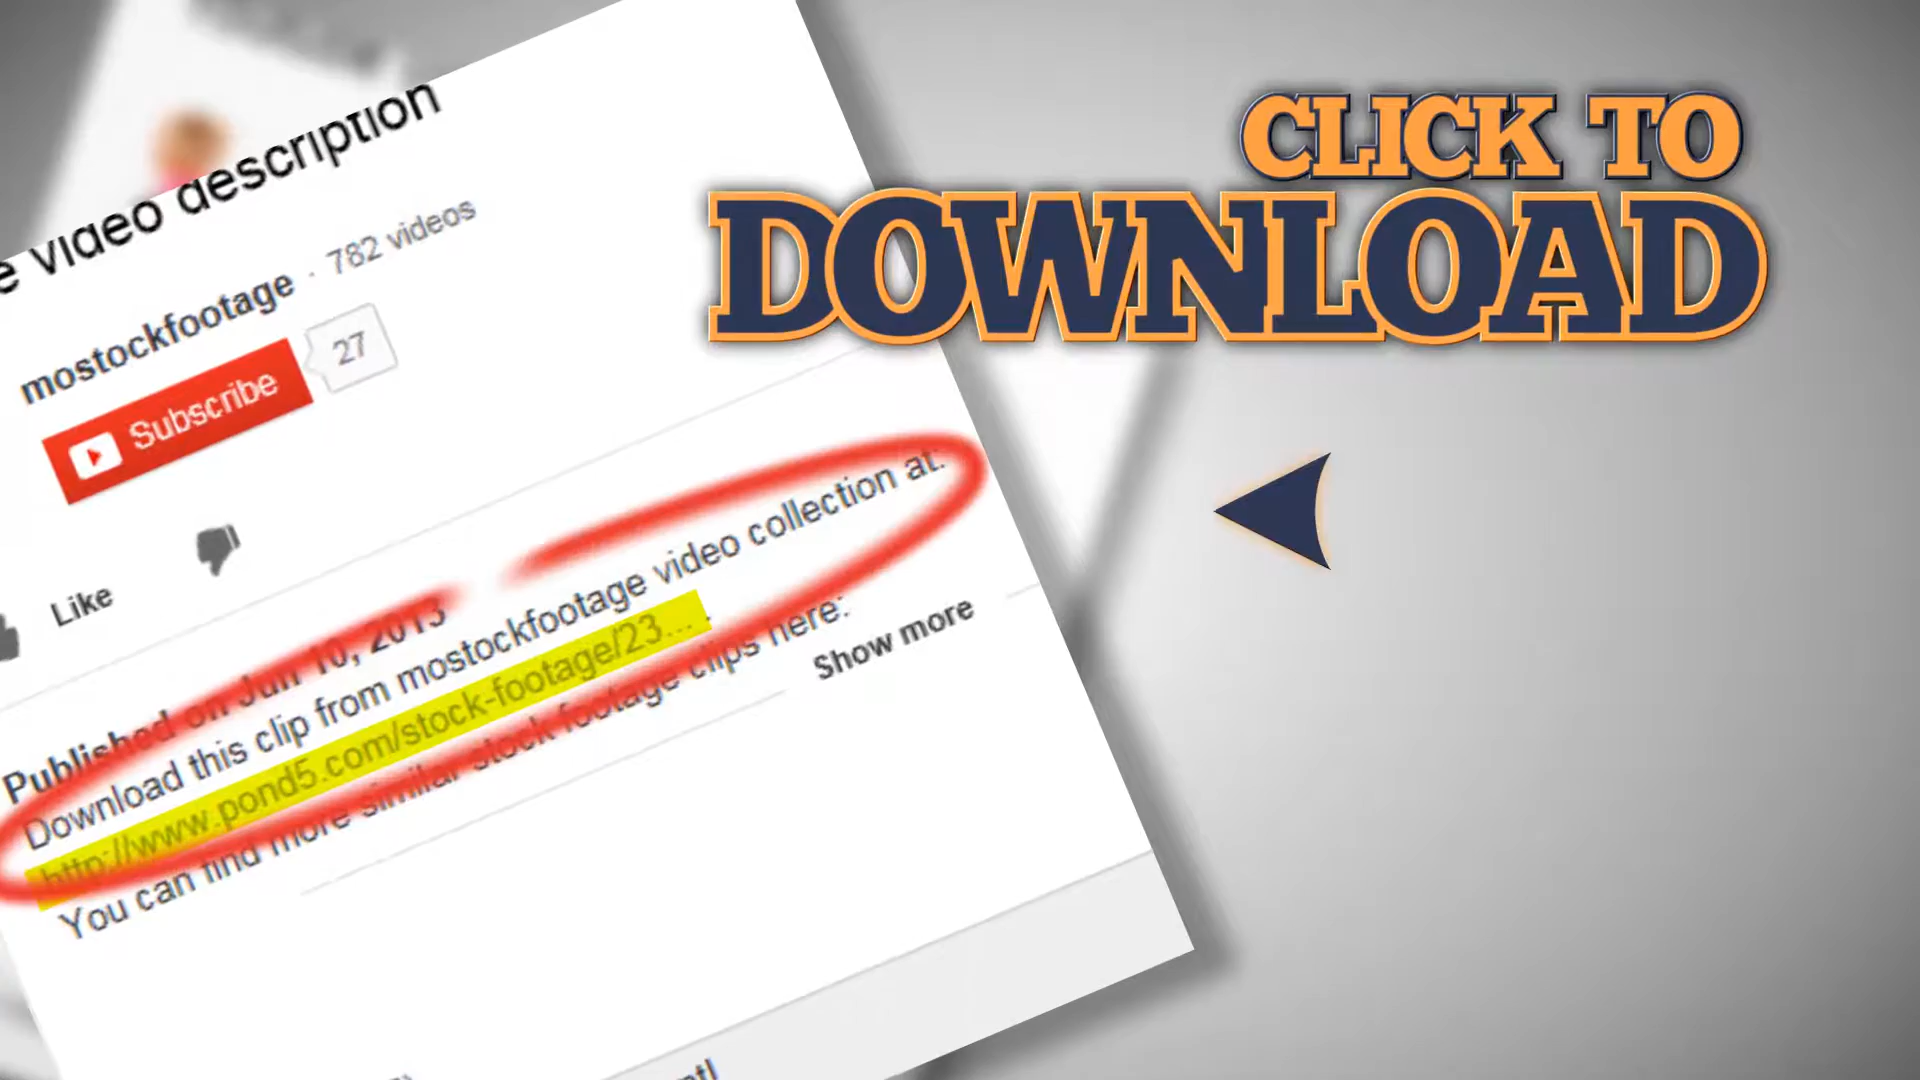 CLICK TO
DOWNLOAD
e video description
mostockfootage · 782 videos
Subscribe 27
Like
Published on Jun 10, 2013
Download this clip from mostockfootage video collection at:
http://www.pond5.com/stock-footage/23... .
You can find more similar stock footage clips here:
Show more